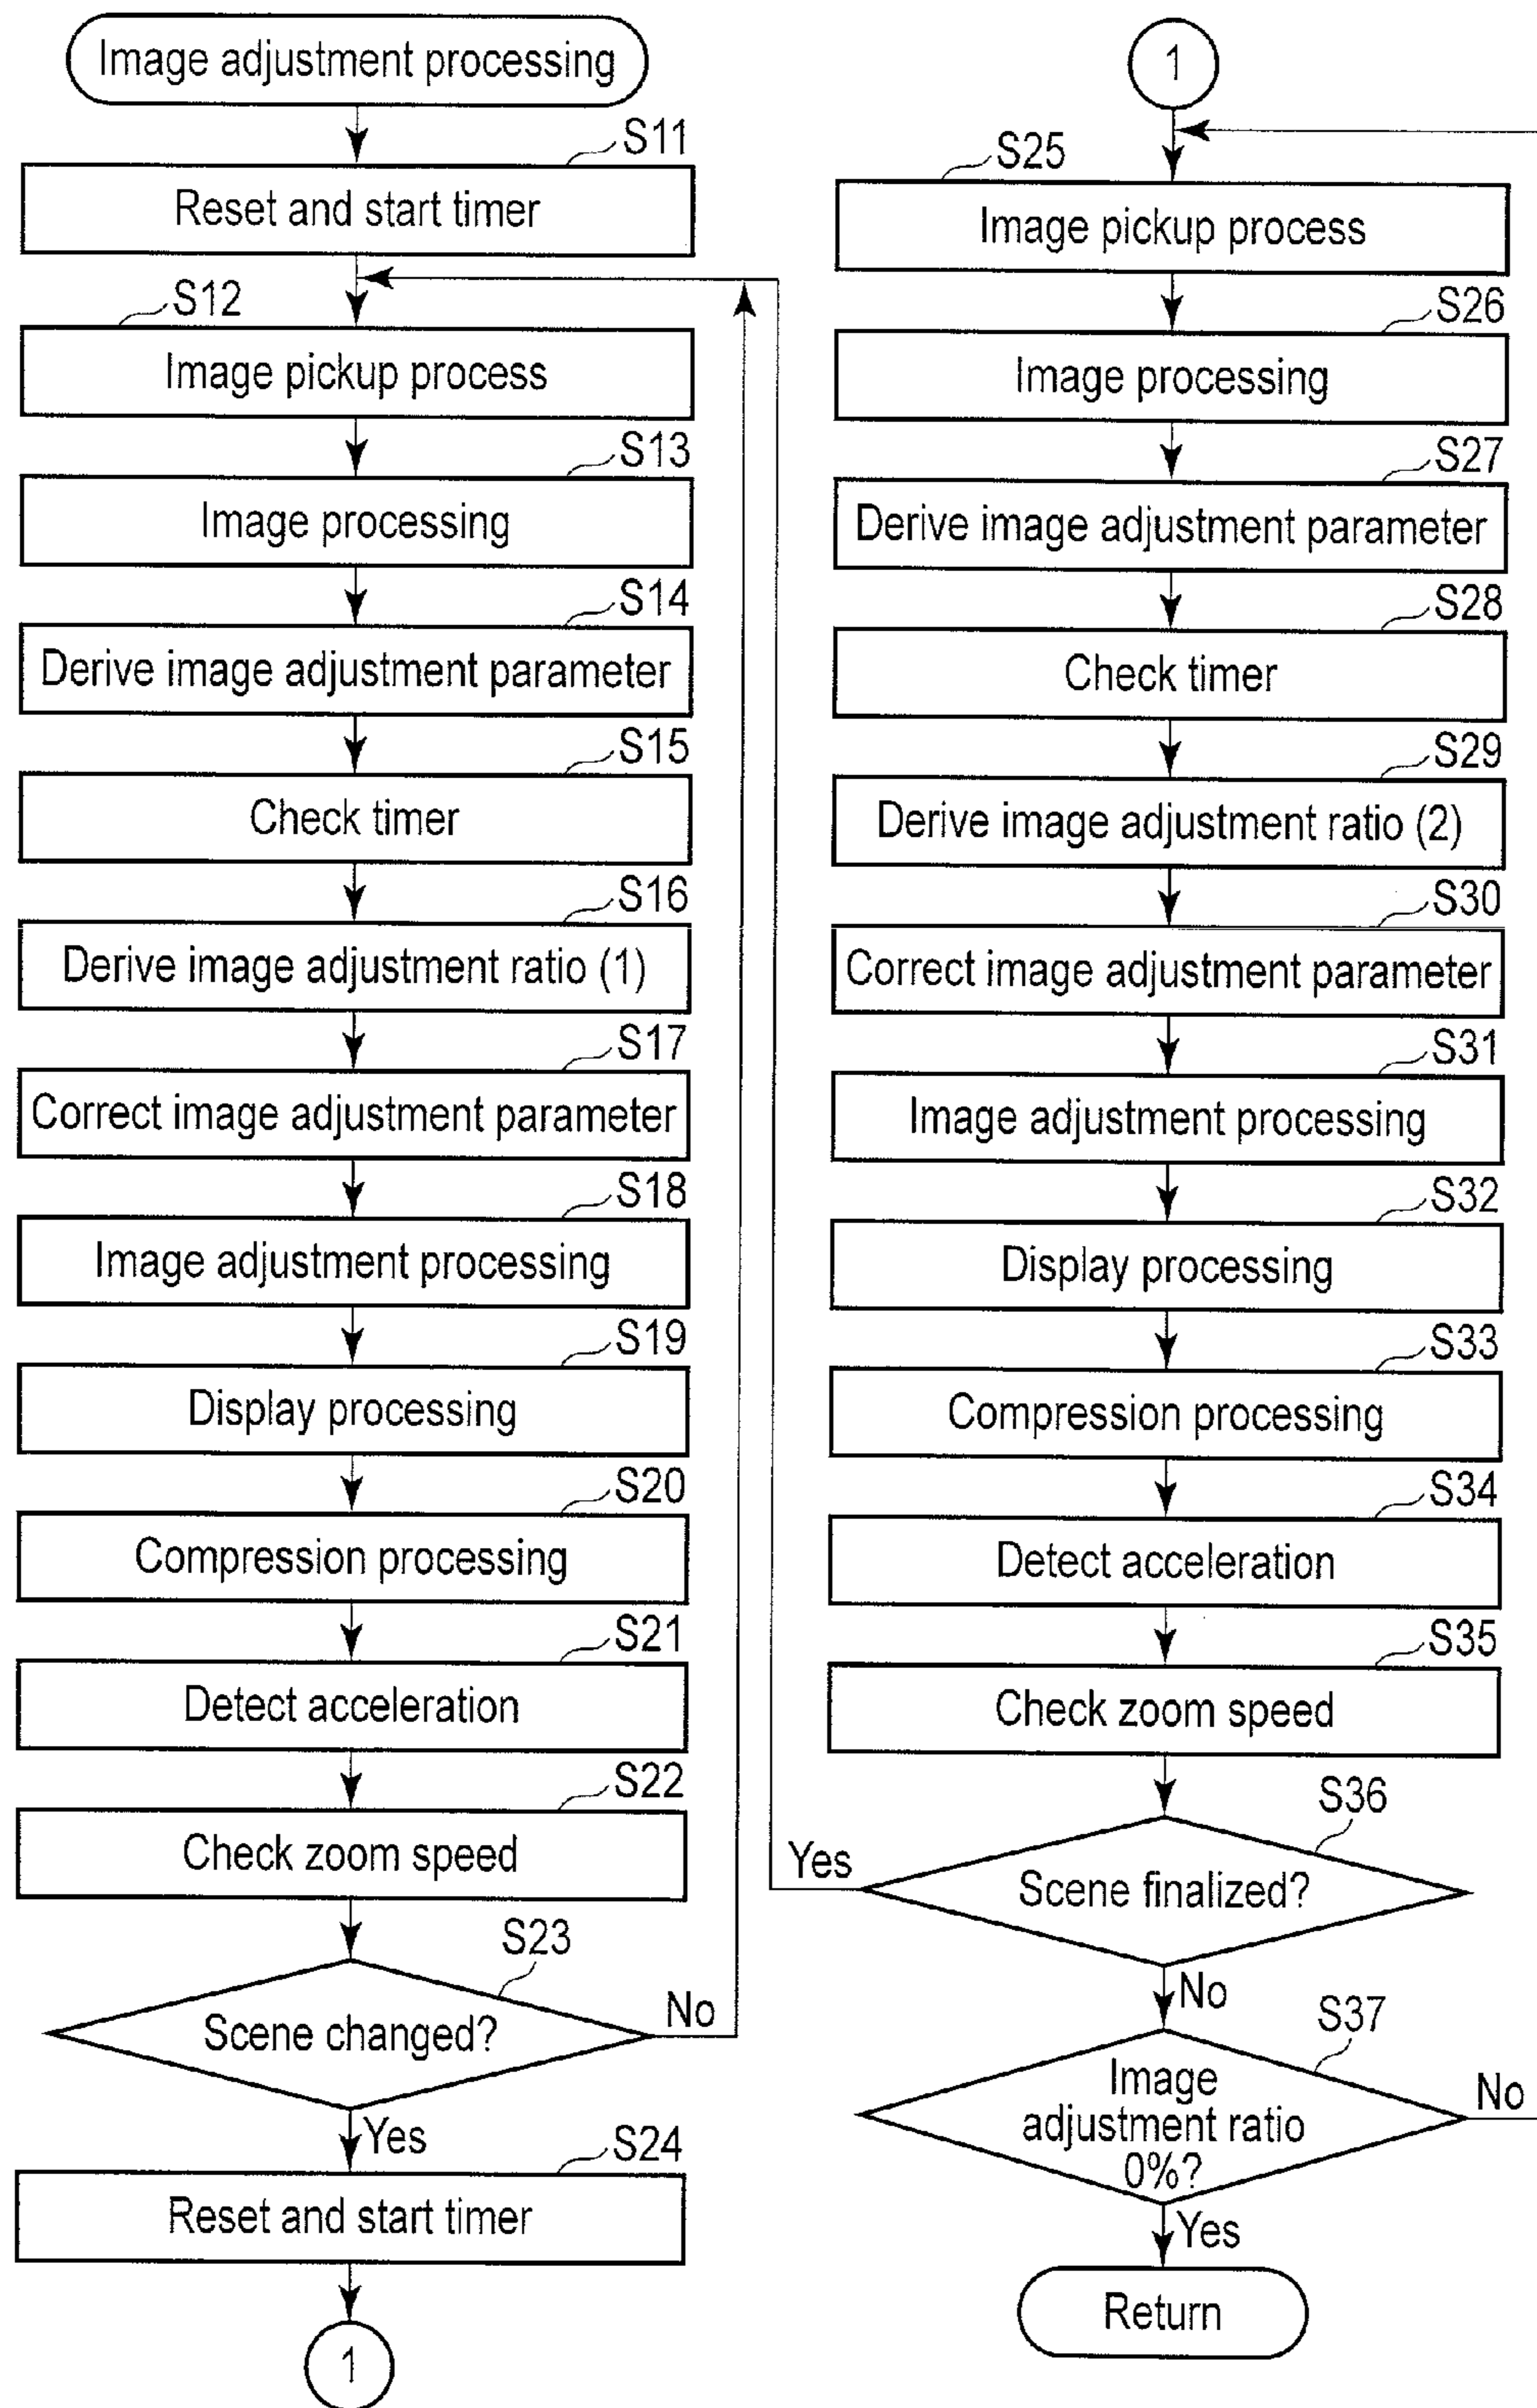 Image adjustment processing
S11
Reset and start timer
S12
Image pickup process
S13
Image processing
S14
Derive image adjustment parameter
S15
Check timer
S16
Derive image adjustment ratio (1)
S17
Correct image adjustment parameter
S18
Image adjustment processing
S19
Display processing
S20
Compression processing
S21
Detect acceleration
S22
Check zoom speed
S23
Scene changed?
No
Yes
S24
Reset and start timer
1
1
S25
Image pickup process
S26
Image processing
S27
Derive image adjustment parameter
S28
Check timer
S29
Derive image adjustment ratio (2)
S30
Correct image adjustment parameter
S31
Image adjustment processing
S32
Display processing
S33
Compression processing
S34
Detect acceleration
S35
Check zoom speed
S36
Yes
Scene finalized?
No
S37
Image
adjustment ratio
0%?
No
Yes
Return